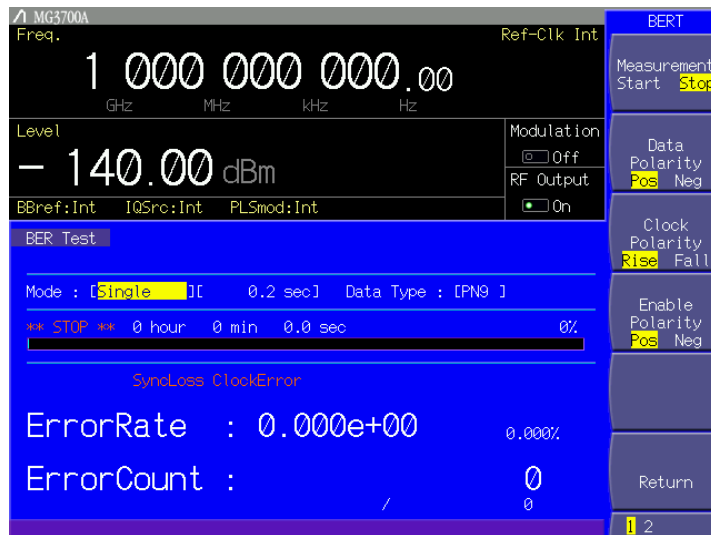 MG3700A
Freq.
Ref-Clk Int
1 000 000 000.00
GHz MHz kHz Hz
Level
- 140.00 dBm
Modulation
Off
RF Output
On
BBref:Int IQSrc:Int PLSmod:Int
BER Test
Mode : [Single ][ 0.2 sec] Data Type : [PN9 ]
** STOP ** 0 hour 0 min 0.0 sec 0%
SyncLoss ClockError
ErrorRate : 0.000e+00 0.000%
ErrorCount : 0
/ 0
BERT
Measurement
Start Stop
Data
Polarity
Pos Neg
Clock
Polarity
Rise Fall
Enable
Polarity
Pos Neg
Return
1 2